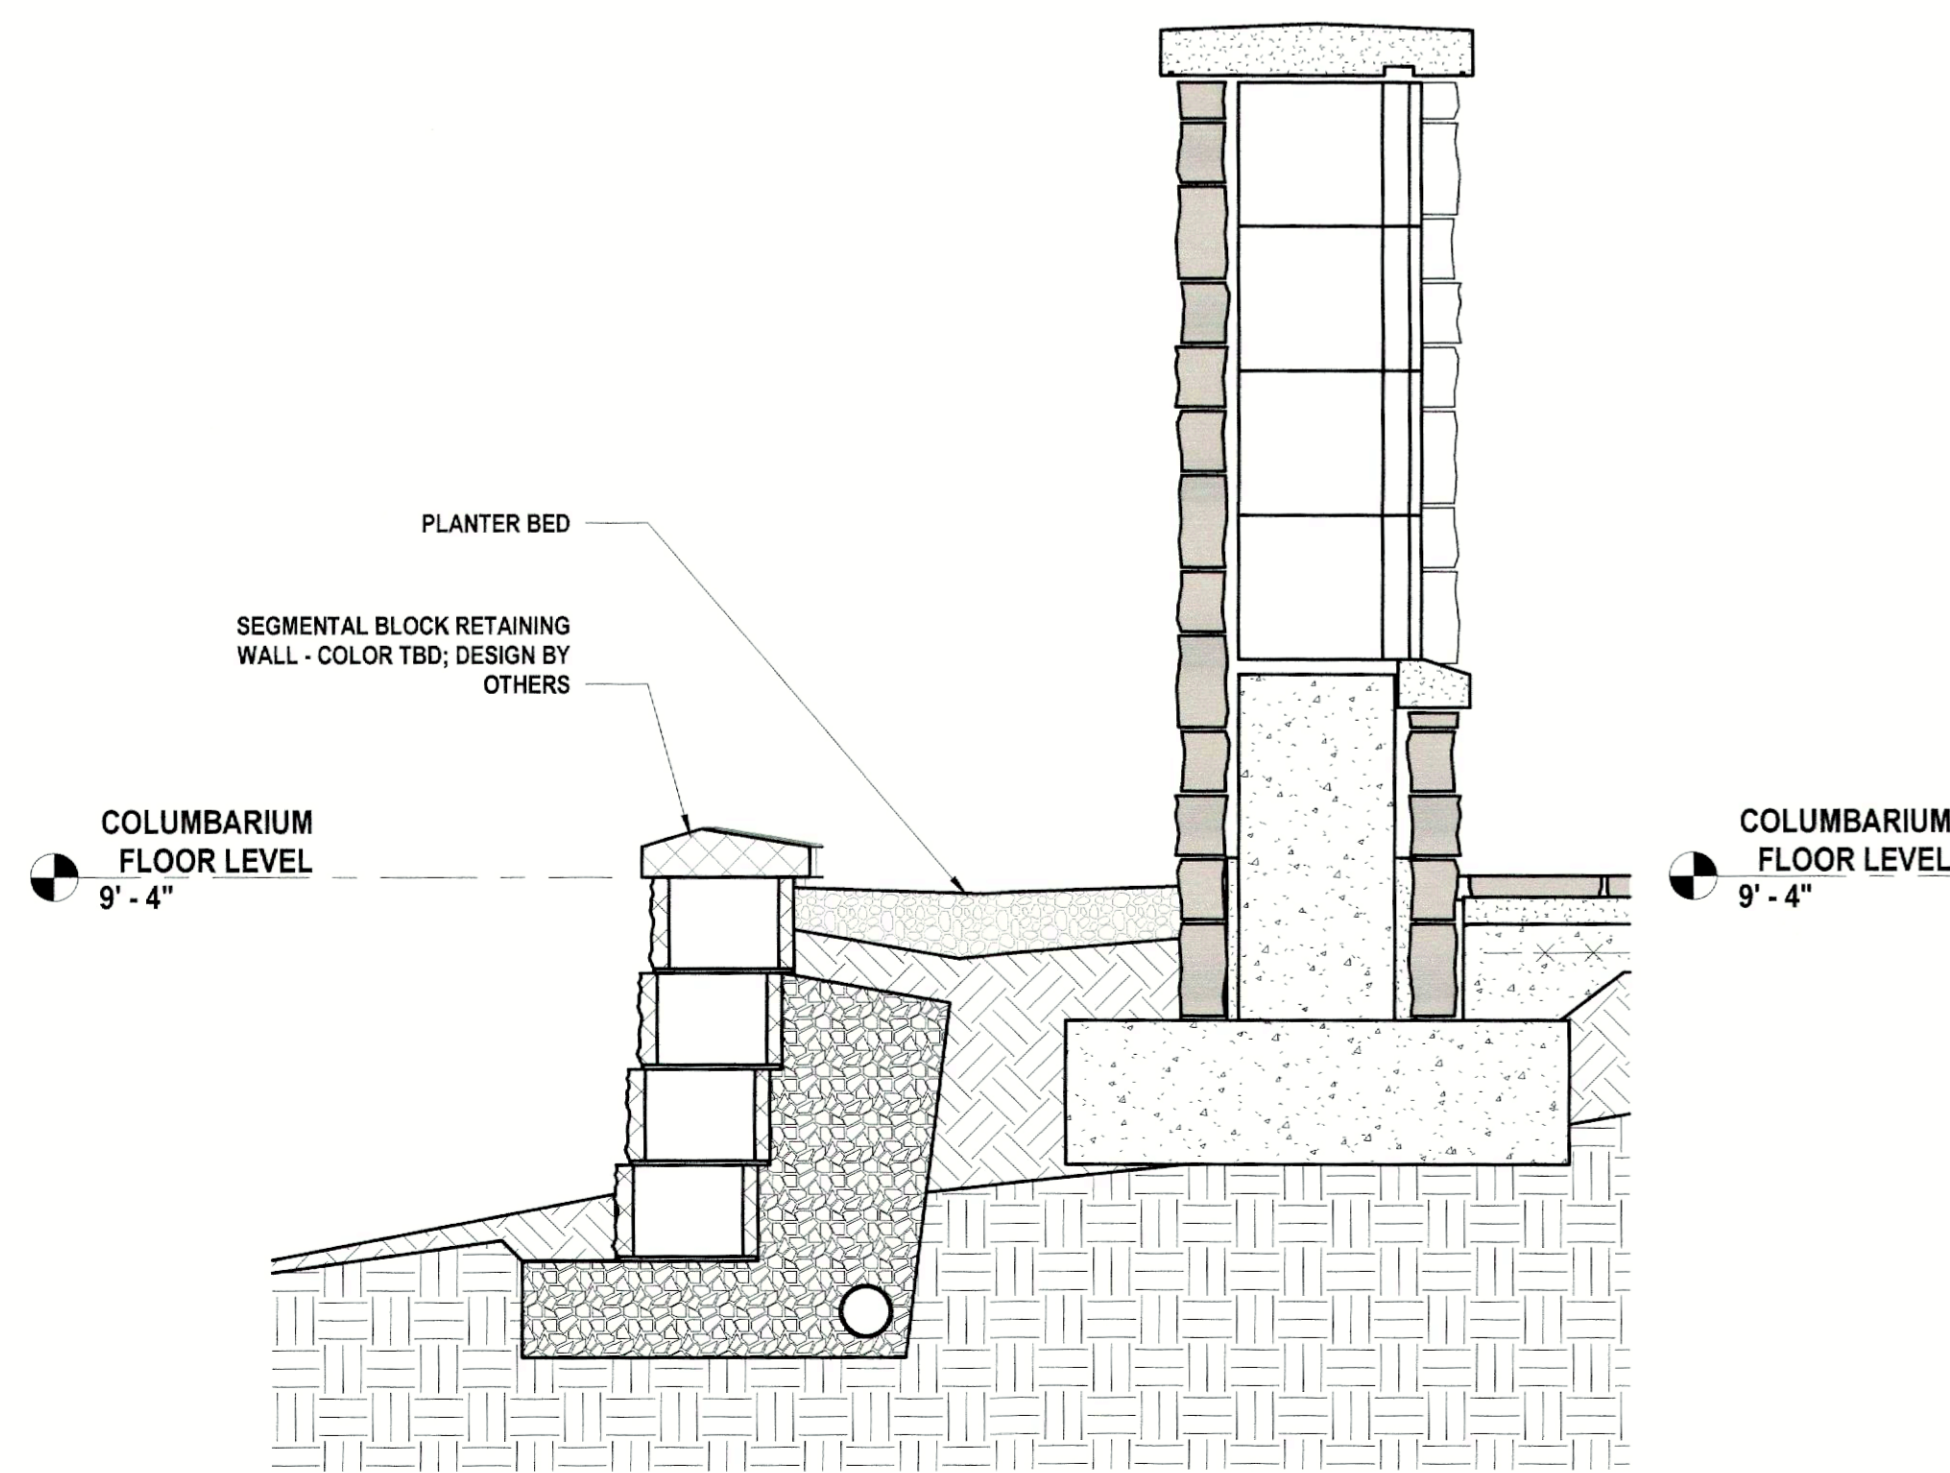 PLANTER BED
SEGMENTAL BLOCK RETAINING
WALL - COLOR TBD; DESIGN BY
OTHERS
COLUMBARIUM
FLOOR LEVEL
9' - 4"
COLUMBARIUM
FLOOR LEVEL
9' - 4"